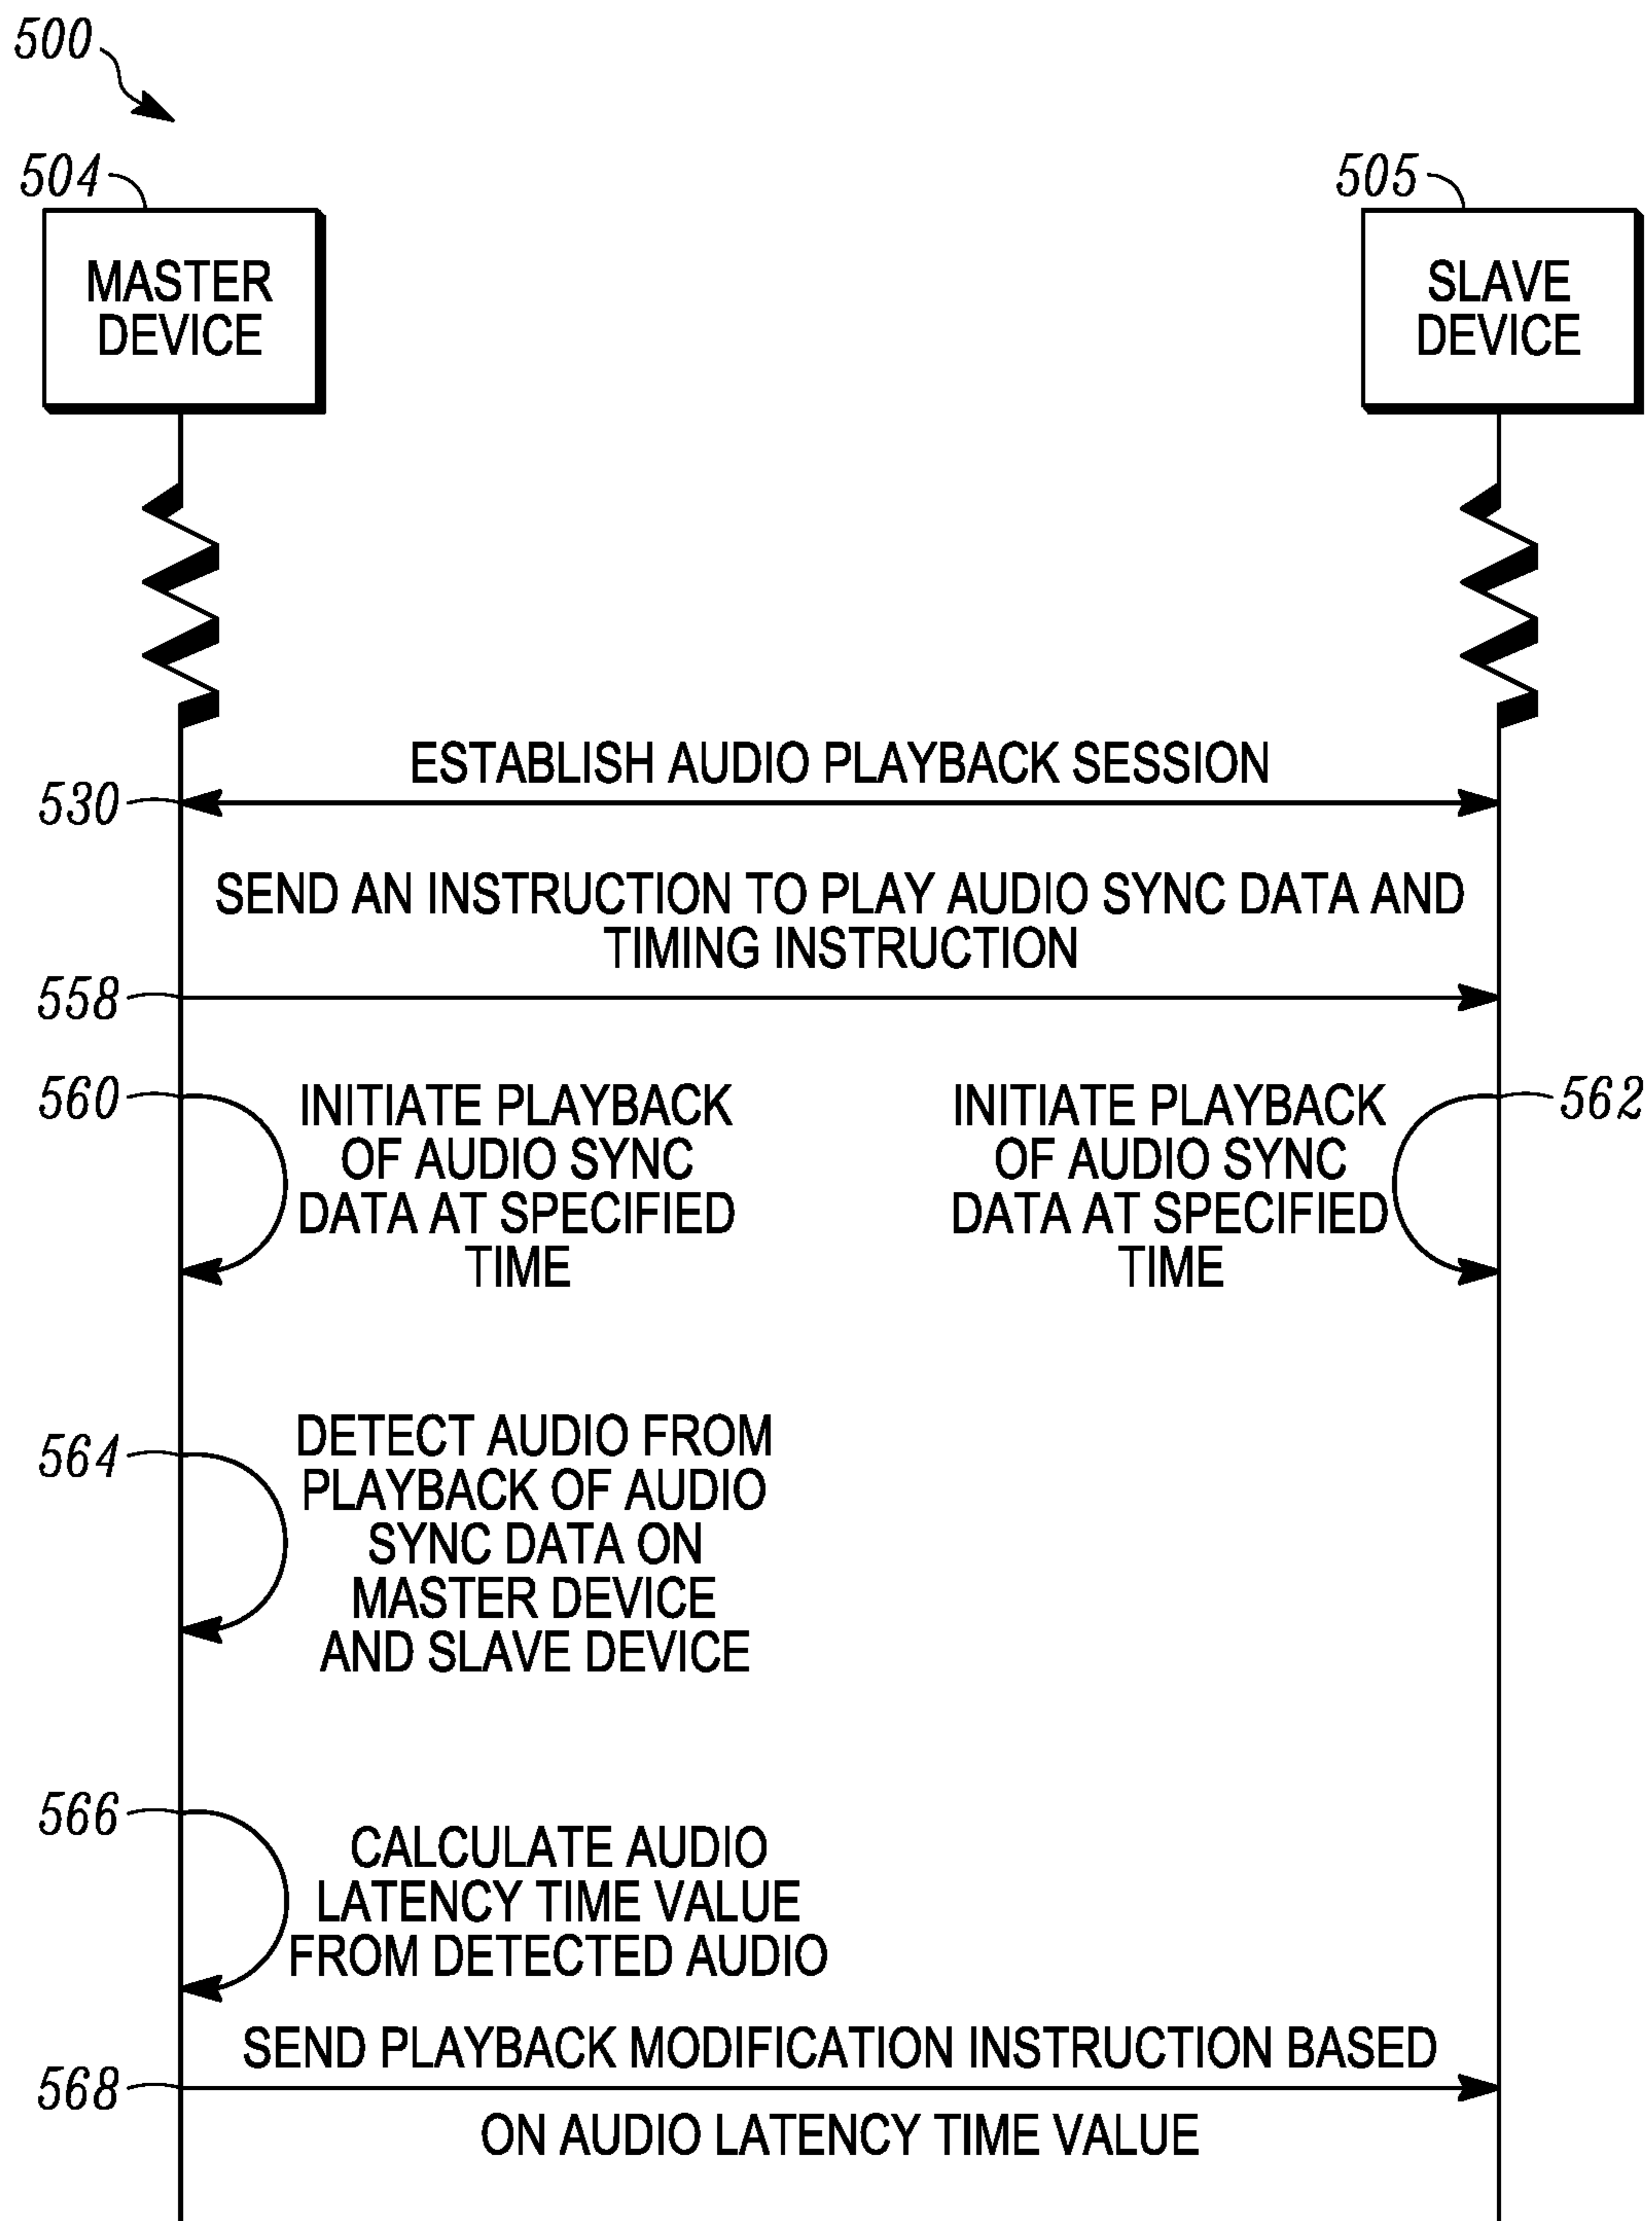 500
504
505
MASTER
DEVICE
SLAVE
DEVICE
ESTABLISH AUDIO PLAYBACK SESSION
530
SEND AN INSTRUCTION TO PLAY AUDIO SYNC DATA AND
TIMING INSTRUCTION
558
560
INITIATE PLAYBACK
OF AUDIO SYNC
DATA AT SPECIFIED
TIME
INITIATE PLAYBACK
OF AUDIO SYNC
DATA AT SPECIFIED
TIME
562
564
DETECT AUDIO FROM
PLAYBACK OF AUDIO
SYNC DATA ON
MASTER DEVICE
AND SLAVE DEVICE
566
CALCULATE AUDIO
LATENCY TIME VALUE
FROM DETECTED AUDIO
SEND PLAYBACK MODIFICATION INSTRUCTION BASED
568
ON AUDIO LATENCY TIME VALUE